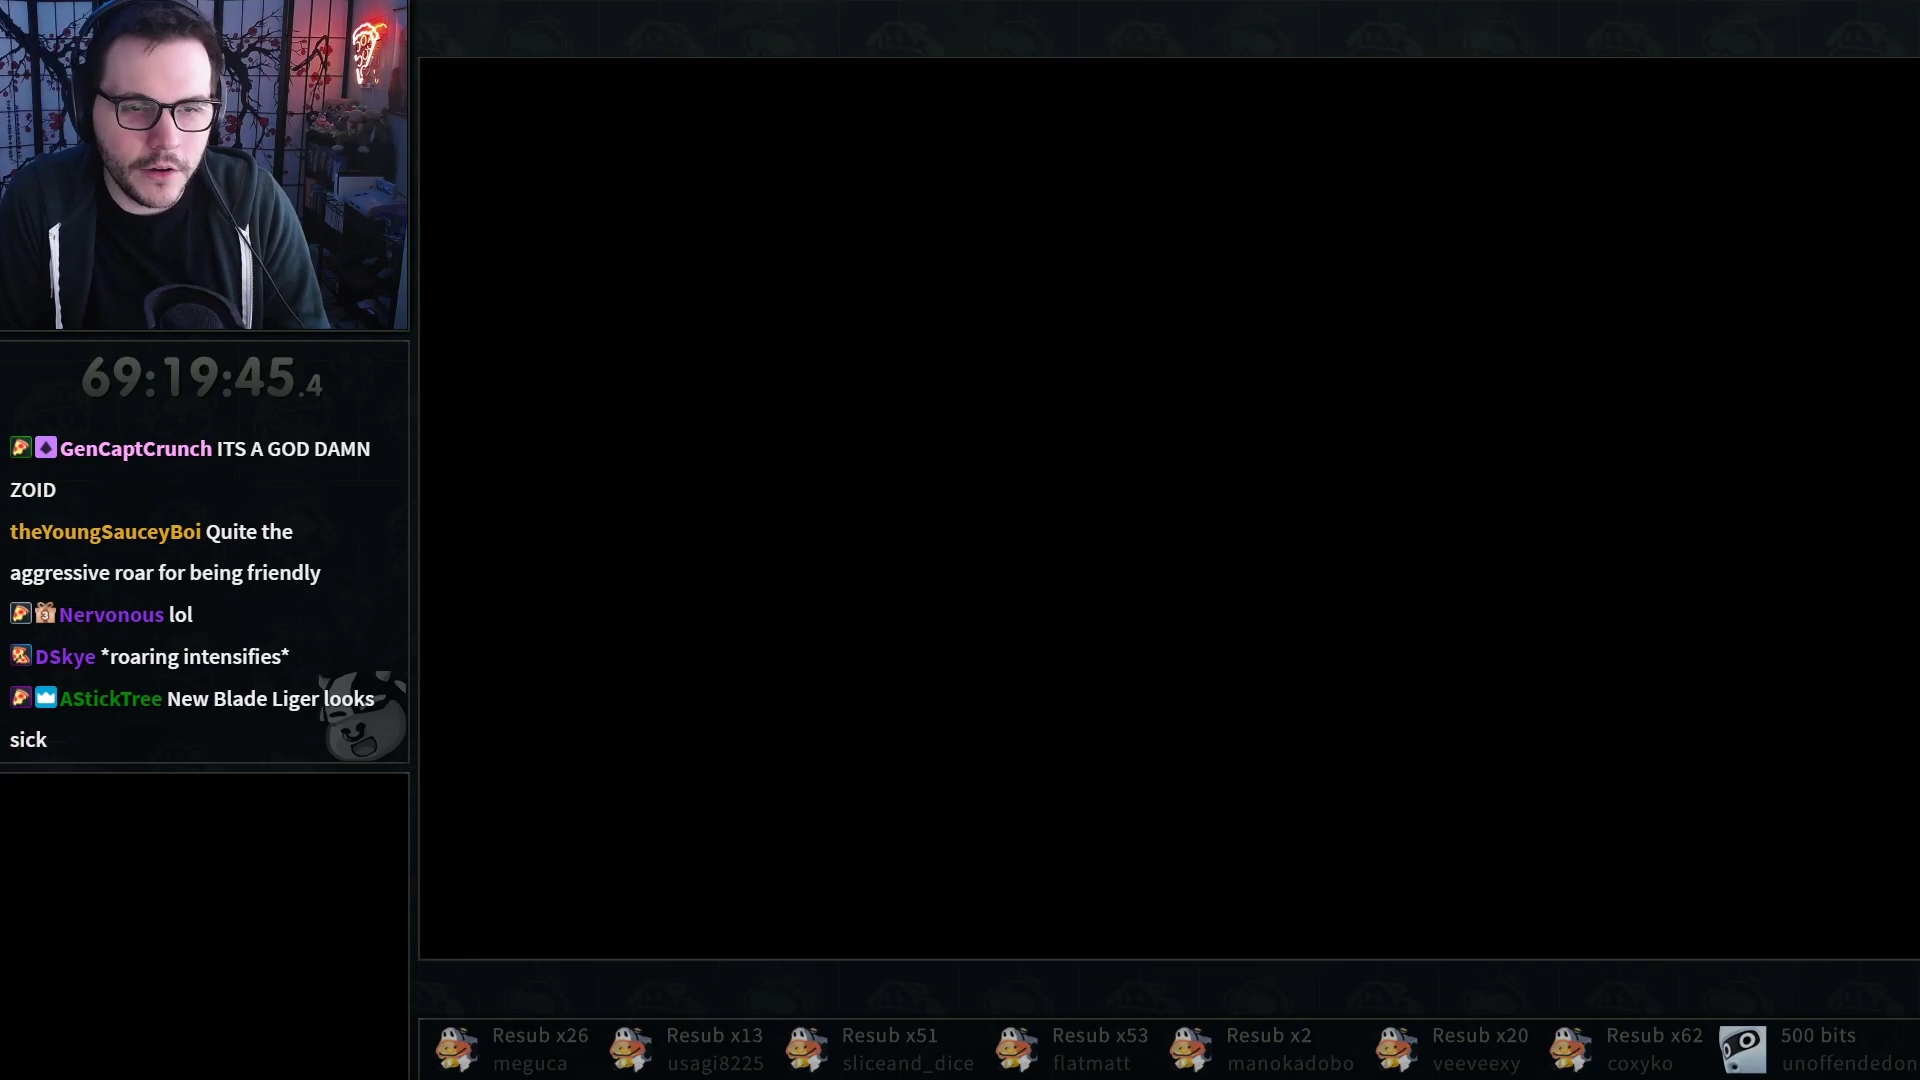 69:19:45.4
GenCaptCrunch ITS A GOD DAMN
ZOID
theYoungSauceyBoi Quite the
aggressive roar for being friendly
Nervonous lol
DSkye *roaring intensifies*
AStickTree New Blade Liger looks
sick
Resub x26 Resub x13 Resub x51 Resub x53 Resub x2 Resub x20 Resub x62 500 bits
meguca usagi8225 sliceand_dice flatmatt manokadobo veeveexy coxyko unoffendedon